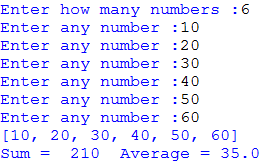 Enter how many numbers :6
Enter any number :10
Enter any number :20
Enter any number :30
Enter any number :40
Enter any number :50
Enter any number :60
[10, 20, 30, 40, 50, 60]
Sum =  210  Average = 35.0